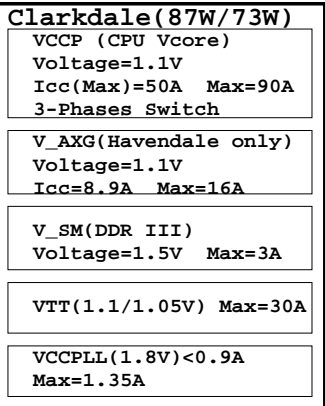 Clarkdale(87W/73W)
VCCP (CPU Vcore)
Voltage=1.1V
Icc(Max)=50A Max=90A
3-Phases Switch
V_AXG(Havendale only)
Voltage=1.1V
Icc=8.9A Max=16A
V_SM(DDR III)
Voltage=1.5V Max=3A
VTT(1.1/1.05V) Max=30A
VCCPLL(1.8V)<0.9A
Max=1.35A